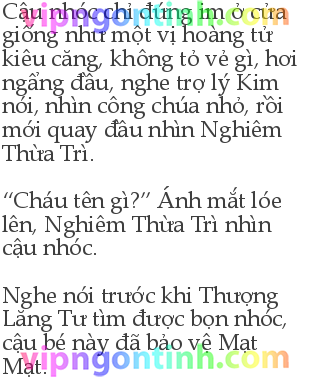 Cậu nhóc chỉ đứng im ở cửa
giống như một vị hoàng tử
kiêu căng, không tỏ vẻ gì, hơi
ngẩng đầu, nghe trợ lý Kim
nói, nhìn công chúa nhỏ, rồi
mới quay đầu nhìn Nghiêm
Thừa Trì.
“Cháu tên gì?” Ánh mắt lóe
lên, Nghiêm Thừa Trì nhìn
cậu nhóc.
Nghe nói trước khi Thượng
Lăng Tư tìm được bọn nhóc,
cậu bé này đã bảo vệ Mạt
Mạt.
vipngontinh.com
vipngontinh.com